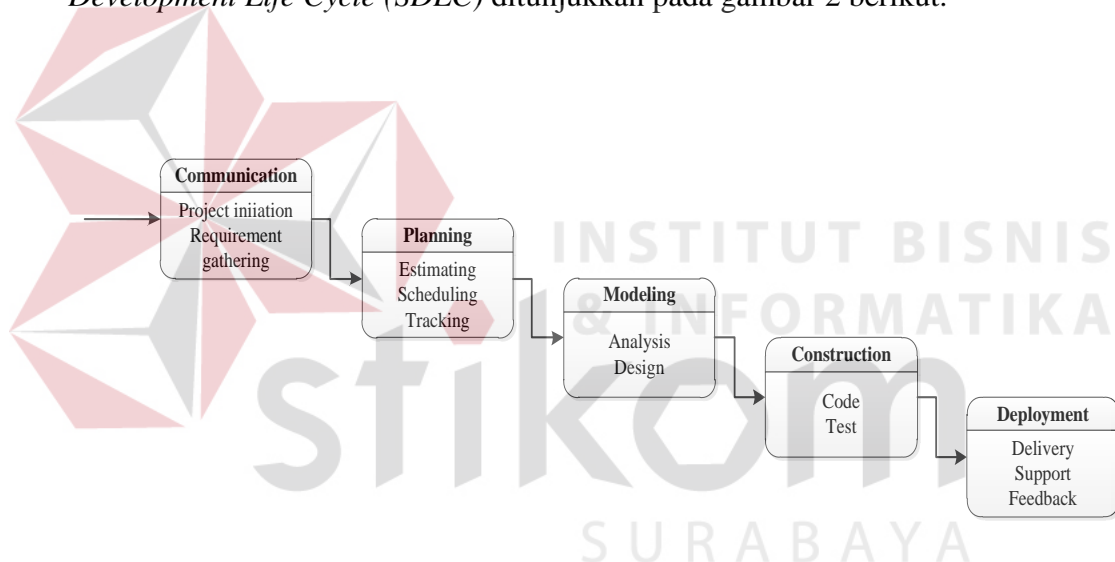 Development Life Cycle (SDLC) ditunjukkan pada gambar 2 berikut.
Communication
Project iniiation
Requirement
gathering
Planning
Estimating
Scheduling
Tracking
Modeling
Analysis
Design
Construction
Code
Test
Deployment
Delivery
Support
Feedback
INSTITUT BISNIS
& INFORMATIKA
stikom
SURABAYA